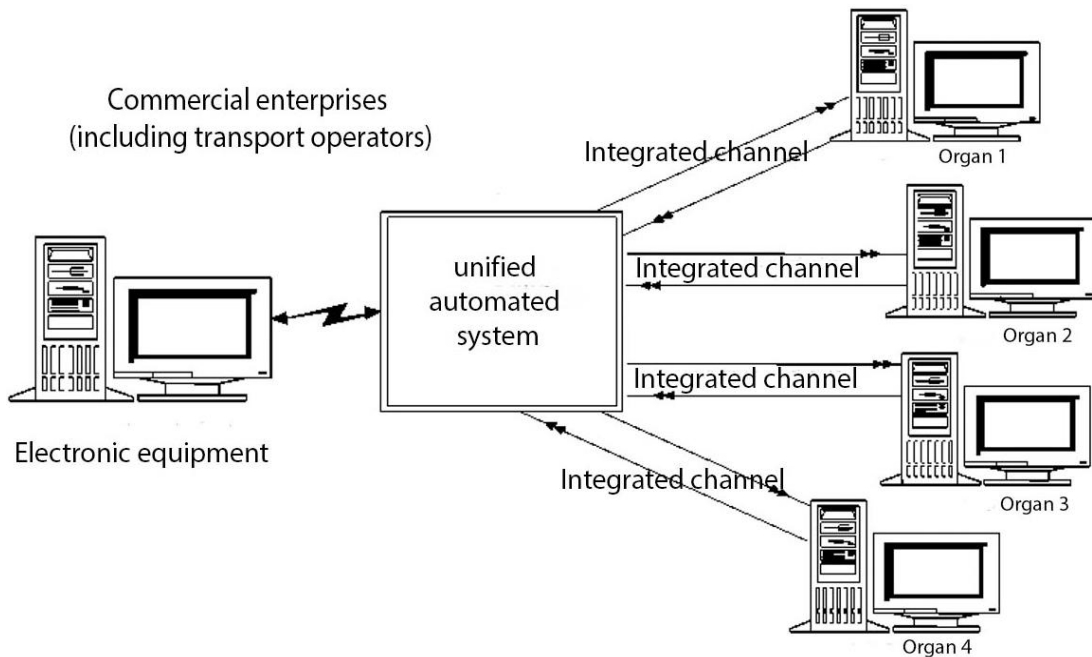 Commercial enterprises
(including transport operators)
Integrated channel
Organ 1
unified
automated
system
Integrated channel
Organ 2
Integrated channel
Organ 3
Electronic equipment
Integrated channel
Organ 4